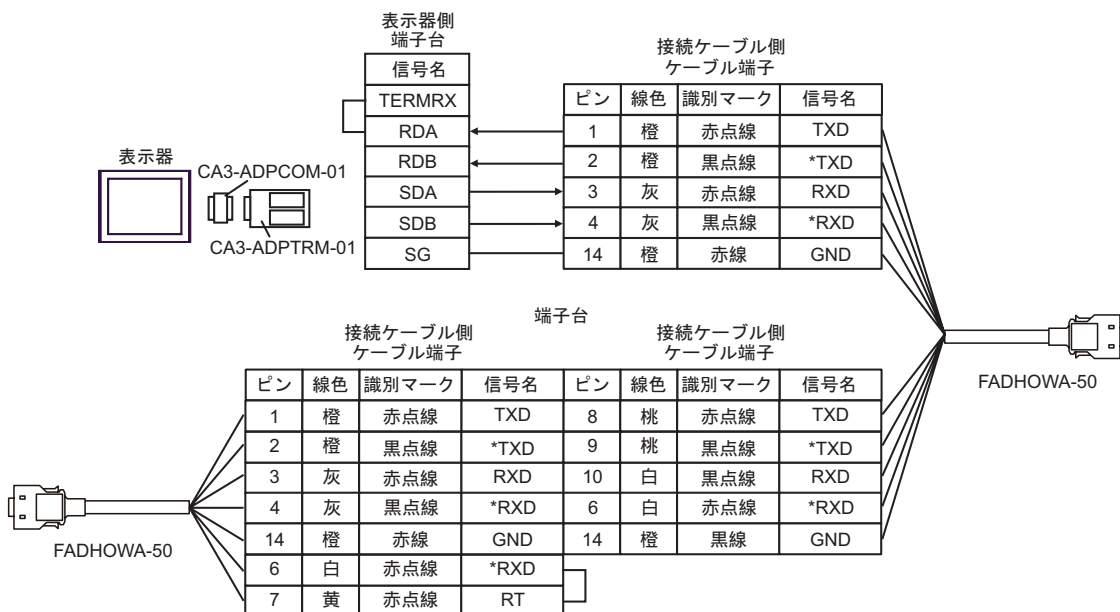 表示器側
端子台
信号名
TERMRX
RDA
RDB
SDA
SDB
SG
接続ケーブル側
ケーブル端子
ピン 線色 識別マーク 信号名
1 橙 赤点線 TXD
2 橙 黒点線 *TXD
3 灰 赤点線 RXD
4 灰 黒点線 *RXD
14 橙 赤線 GND
表示器
CA3-ADPCOM-01
CA3-ADPTRM-01
FADHOWA-50
端子台
接続ケーブル側
ケーブル端子
ピン 線色 識別マーク 信号名
1 橙 赤点線 TXD
2 橙 黒点線 *TXD
3 灰 赤点線 RXD
4 灰 黒点線 *RXD
14 橙 赤線 GND
6 白 赤点線 *RXD
7 黄 赤点線 RT
接続ケーブル側
ケーブル端子
ピン 線色 識別マーク 信号名
8 桃 赤点線 TXD
9 桃 黒点線 *TXD
10 白 黒点線 RXD
6 白 赤点線 *RXD
14 橙 黒線 GND
FADHOWA-50